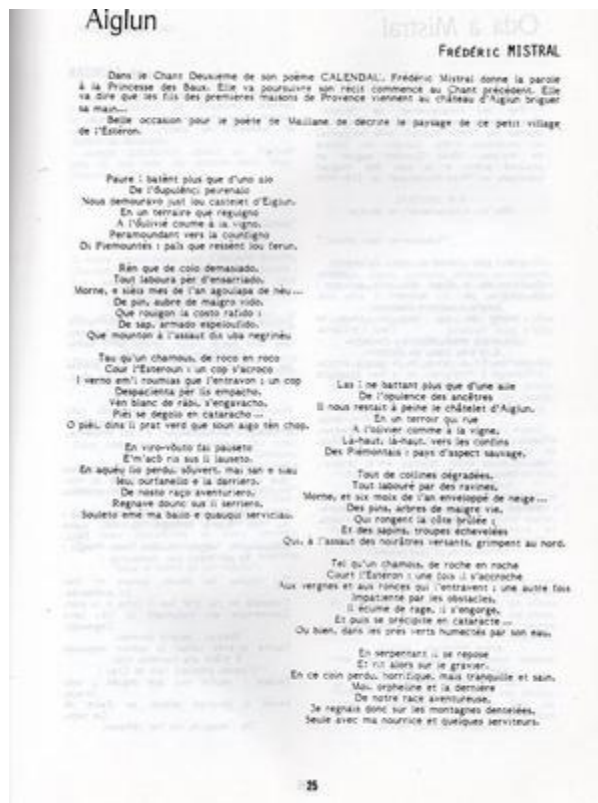 Aiglun
FRÉDÉRIC MISTRAL
Dans le Chant Deuxième de son poème CALENDAL, Frédéric Mistral donne la parole
à la Princesse des Baux. Elle va poursuivre son récit commencé au Chant précédent. Elle
va dire que les fils des premières maisons de Provence viennent au château d'Aiglun briguer
sa main...
Belle occasion pour le poète de Maillane de décrire le paysage de ce petit village
de l'Estéron.
Paure ! batènt plus que d'uno alo
De l'óupulènci peirenalo
Nous demouravo just lou castelet d'Eiglun.
En un terraire que reguigno
A l'óulivié coume à la vigno,
Peramoundant vers la counfigno
Di Piemountés : païs que ressènt lou ferun.
Rèn que de colo demasiado,
Tout laboura per d'ensarriado.
Morne, e sièis mes de l'an agouloupa de nèu...
De pin, aubre de maigro vido,
Que rouigon la costo rafido ;
De sap, armado espeloufido,
Que mounton à l'assaut dis uba negrinèu
Tau qu'un chamous, de roco en roco
Cour l'Esteroun : un cop s'acroco
I verno em'i roumias que l'entravon ; un cop
Despacienta per lis empacho,
Ven blanc de ràbi, s'engavacho,
Pièi se degolo en cataracho ...
O pièi, dins li prat verd que soun aigo tèn chop,
En viro-vòuto fai pauseto
E m'acò ris sus li lauseto.
En aquéu liò perdu, sóuvert, mai san e siau
Ieu, ourfanello e la darriero,
De nosto raço aventuriero,
Regnave dounc sus li serriero,
Souleto eme ma bailo e quauqui serviciau.
Las ! ne battant plus que d'une aile
De l'opulence des ancêtres
Il nous restait à peine le châtelet d'Aiglun.
En un terroir qui rue
A l'olivier comme à la vigne,
Là-haut, là-haut, vers les confins
Des Piémontais : pays d'aspect sauvage.
Tout de collines dégradées,
Tout labouré par des ravines,
Morne, et six mois de l'an enveloppé de neige ...
Des pins, arbres de maigre vie,
Qui rongent la côte brûlée ;
Et des sapins, troupes échevelées
Qui, à l'assaut des noirâtres versants, grimpent au nord.
Tel qu'un chamois, de roche en roche
Court l'Estéron : une fois il s'accroche
Aux vergnes et aux ronces qui l'entravent ; une autre fois
Impatienté par les obstacles,
Il écume de rage, il s'engorge,
Et puis se précipite en cataracte ...
Ou bien, dans les prés verts humectés par son eau,
En serpentant il se repose
Et rit alors sur le gravier.
En ce coin perdu, horrifique, mais tranquille et sain,
Moi, orpheline et la dernière
De notre race aventureuse,
Je régnais donc sur les montagnes dentelées,
Seule avec ma nourrice et quelques serviteurs.
25